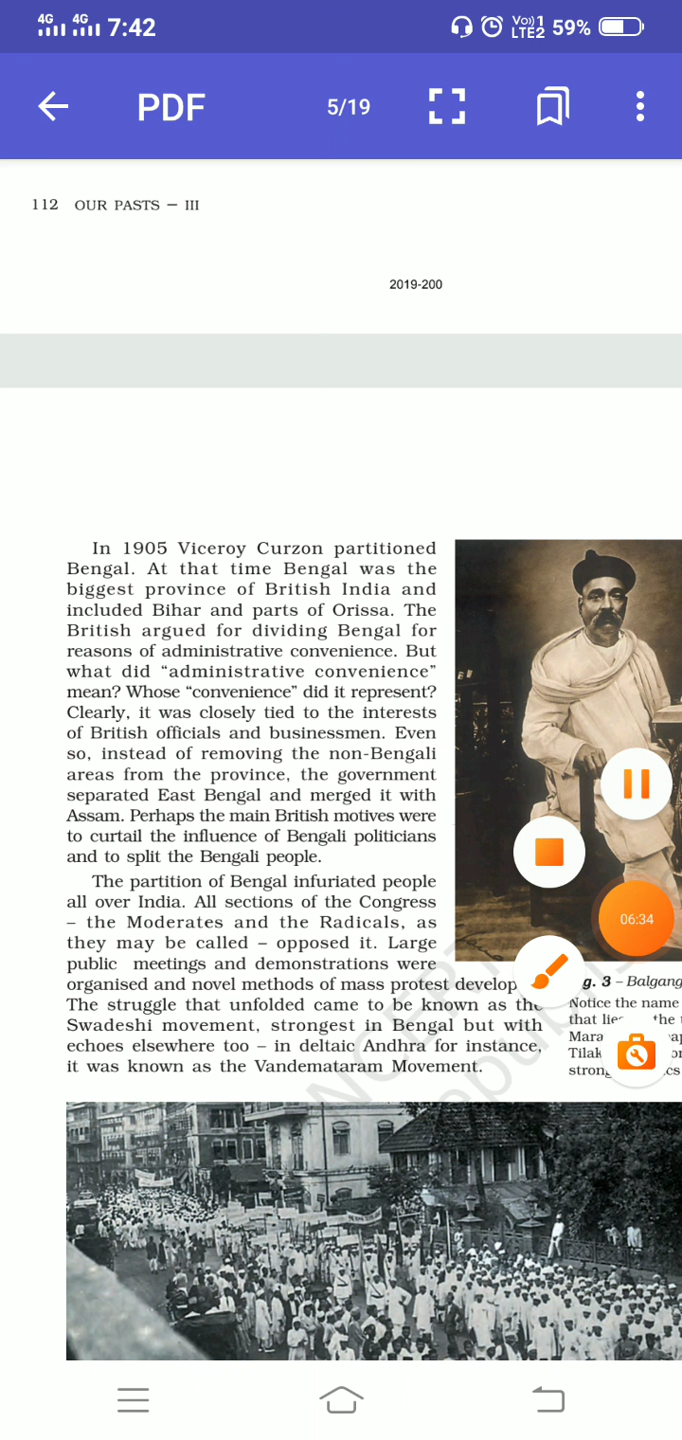 4G 4G 7:42 Vo)) 1 LTE2 59%
PDF 5/19
112 OUR PASTS – III
2019-200
In 1905 Viceroy Curzon partitioned
Bengal. At that time Bengal was the
biggest province of British India and
included Bihar and parts of Orissa. The
British argued for dividing Bengal for
reasons of administrative convenience. But
what did “administrative convenience”
mean? Whose “convenience” did it represent?
Clearly, it was closely tied to the interests
of British officials and businessmen. Even
so, instead of removing the non-Bengali
areas from the province, the government
separated East Bengal and merged it with
Assam. Perhaps the main British motives were
to curtail the influence of Bengali politicians
and to split the Bengali people.
The partition of Bengal infuriated people
all over India. All sections of the Congress
– the Moderates and the Radicals, as
they may be called – opposed it. Large
public meetings and demonstrations were
organised and novel methods of mass protest develop
The struggle that unfolded came to be known as the
Swadeshi movement, strongest in Bengal but with
echoes elsewhere too – in deltaic Andhra for instance,
it was known as the Vandemataram Movement.
06:34
g. 3 – Balgang
Notice the name
that lie the
Mara
Tilak
strong
NCERT
republis